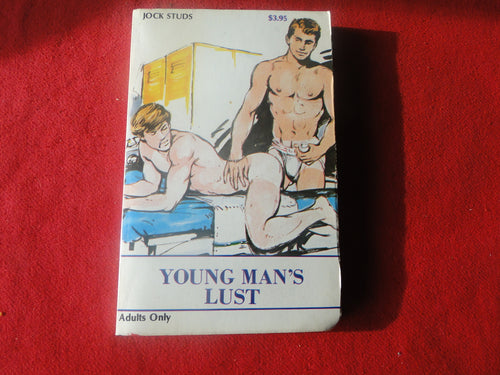 JOCK STUDS $3.95
YOUNG MAN'S
LUST
Adults Only